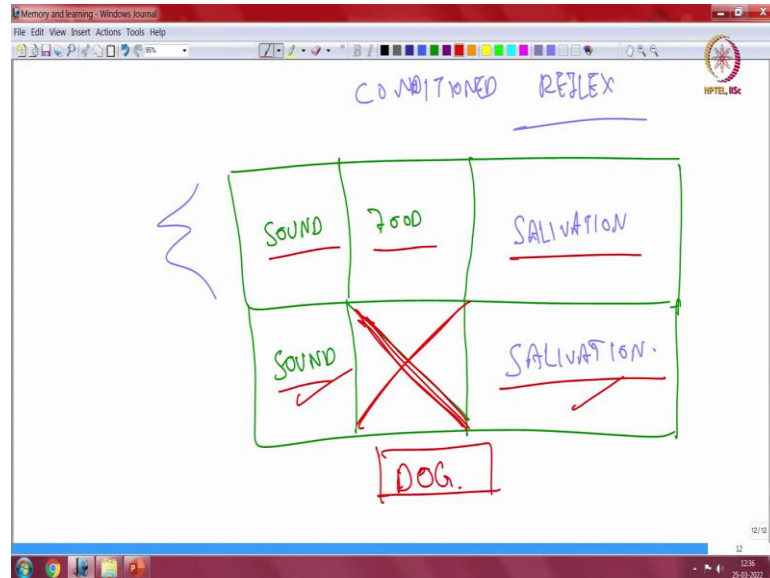 Memory and learning - Windows Journal
File Edit View Insert Actions Tools Help
95%
B I
NPTEL, IISc
CONDITIONED REFLEX
SOUND FOOD SALIVATION
SOUND SALIVATION.
DOG.
12/12
12
12:36
25-03-2022